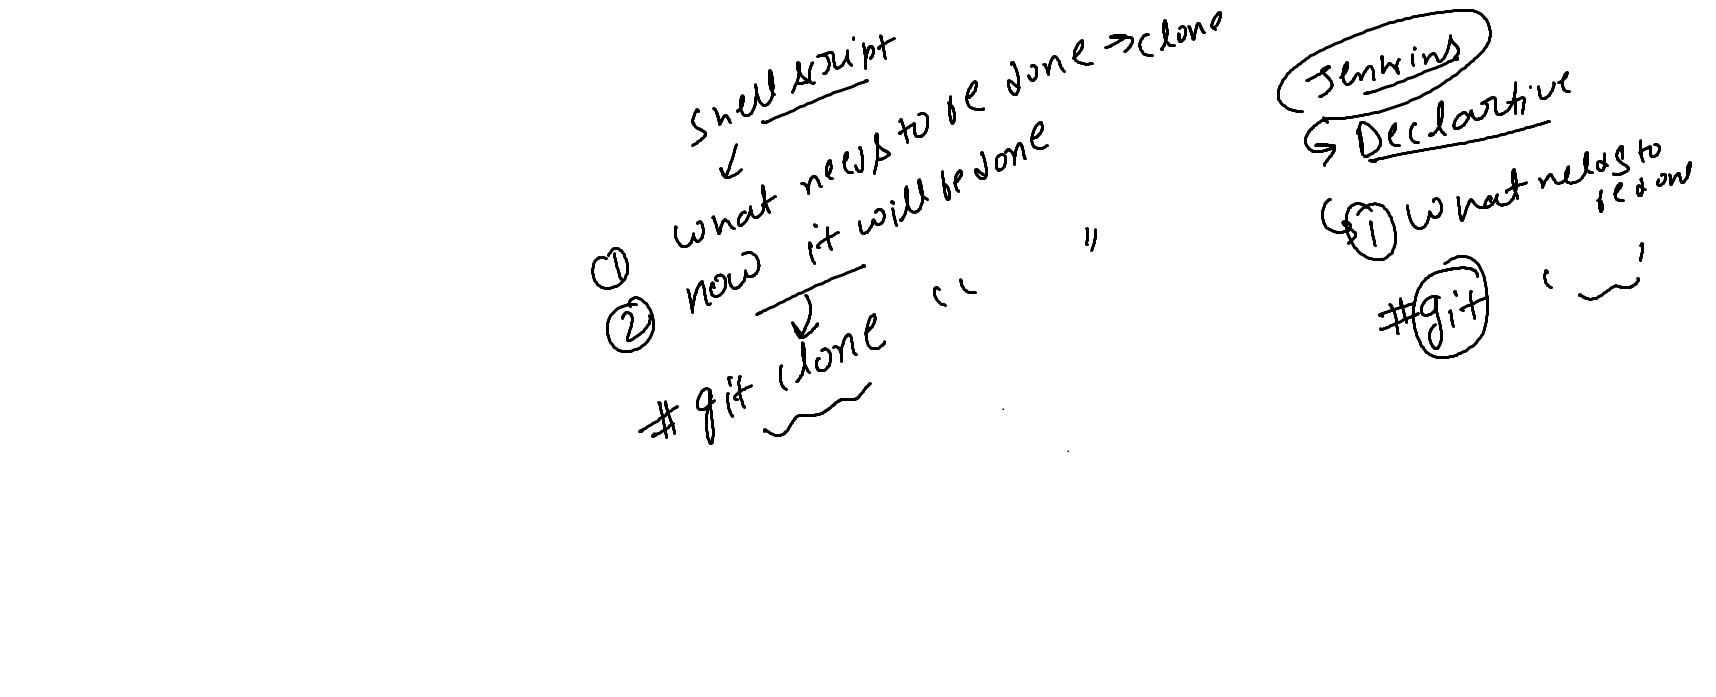 Shell script
① what needs to be done → clone
② how it will be done
# git clone " "
Jenkins
Declartive
① what needs to be done
# git ' '